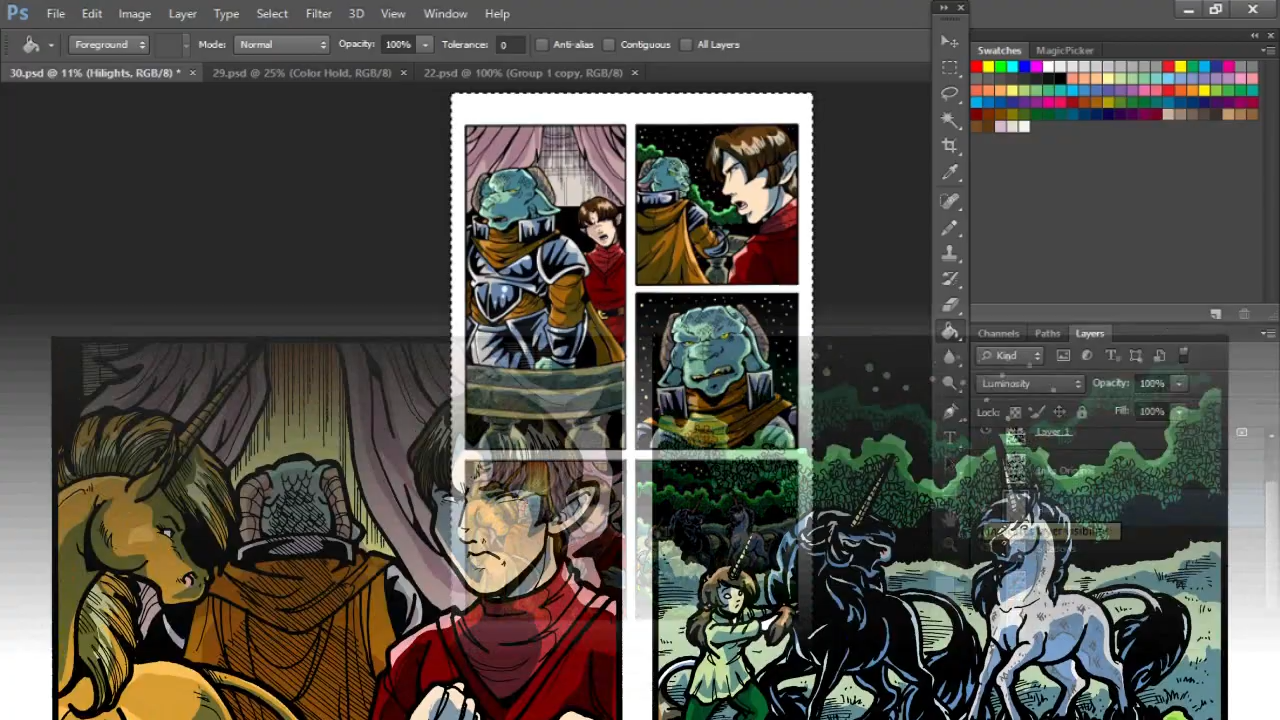 Ps File Edit Image Layer Type Select Filter 3D View Window Help
Foreground Mode: Normal Opacity: 100% Tolerance: 0 Anti-alias Contiguous All Layers
30.psd @ 11% (Hilights, RGB/8) * × 29.psd @ 25% (Color Hold, RGB/8) × 22.psd @ 100% (Group 1 copy, RGB/8) ×
Swatches MagicPicker
Channels Paths Layers
Kind
Luminosity Opacity: 100%
Lock: Fill: 100%
Layer 1